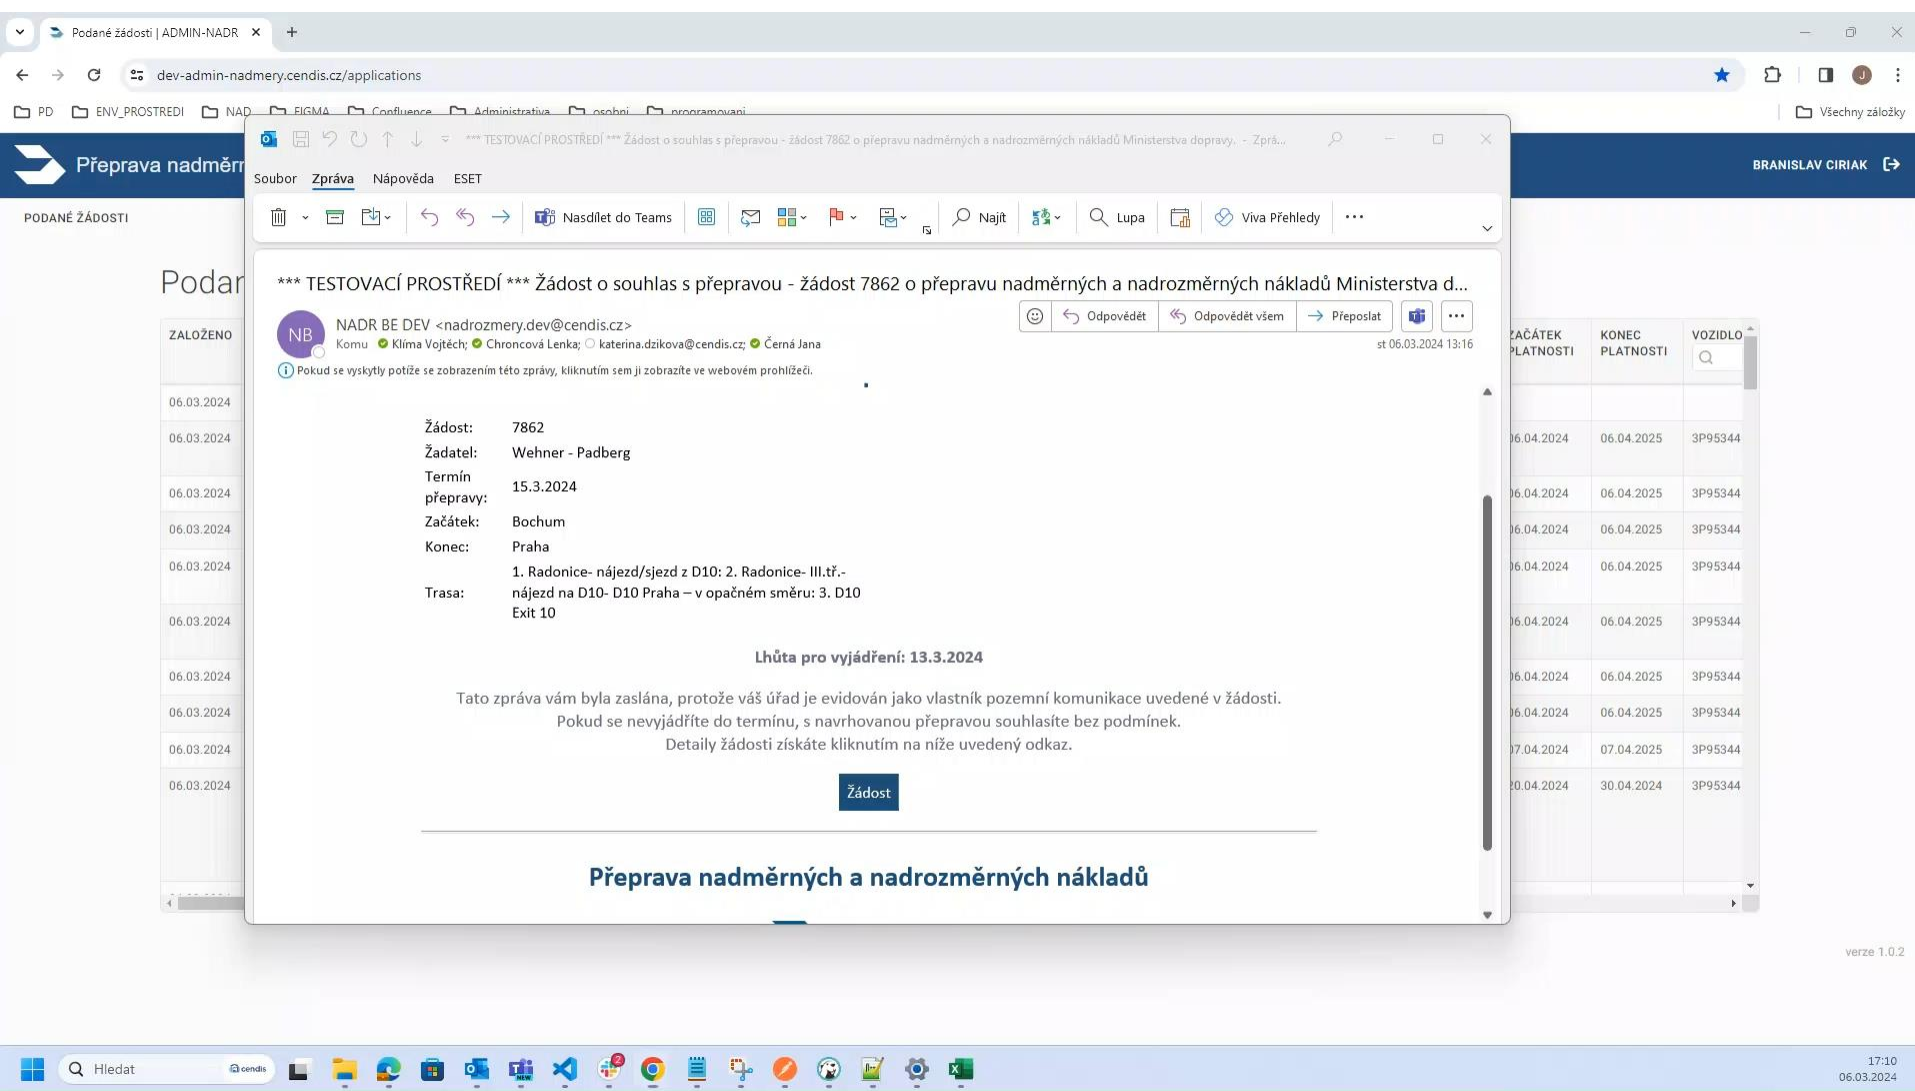 Podané žádosti | ADMIN-NADR
dev-admin-nadmery.cendis.cz/applications
J
PD
ENV_PROSTREDI
NAD
FIGMA
Confluence
Administrativa
osobni
programovani
Všechny záložky
Přeprava nadměrn
BRANISLAV CIRIAK
PODANÉ ŽÁDOSTI
*** TESTOVACÍ PROSTŘEDÍ *** Žádost o souhlas s přepravou - žádost 7862 o přepravu nadměrných a nadrozměrných nákladů Ministerstva dopravy. - Zprá...
Soubor
Zpráva
Nápověda
ESET
Nasdílet do Teams
Najít
Lupa
Viva Přehledy
*** TESTOVACÍ PROSTŘEDÍ *** Žádost o souhlas s přepravou - žádost 7862 o přepravu nadměrných a nadrozměrných nákladů Ministerstva d...
NB
NADR BE DEV <nadrozmery.dev@cendis.cz>
Komu Klíma Vojtěch; Chroncová Lenka; katerina.dzikova@cendis.cz; Černá Jana
Odpovědět
Odpovědět všem
Přeposlat
st 06.03.2024 13:16
Pokud se vyskytly potíže se zobrazením této zprávy, kliknutím sem ji zobrazíte ve webovém prohlížeči.
Žádost: 7862
Žadatel: Wehner - Padberg
Termín
přepravy: 15.3.2024
Začátek: Bochum
Konec: Praha
Trasa: 1. Radonice- nájezd/sjezd z D10: 2. Radonice- III.tř.-
nájezd na D10- D10 Praha – v opačném směru: 3. D10
Exit 10
Lhůta pro vyjádření: 13.3.2024
Tato zpráva vám byla zaslána, protože váš úřad je evidován jako vlastník pozemní komunikace uvedené v žádosti.
Pokud se nevyjádříte do termínu, s navrhovanou přepravou souhlasíte bez podmínek.
Detaily žádosti získáte kliknutím na níže uvedený odkaz.
Žádost
Přeprava nadměrných a nadrozměrných nákladů
Podar
ZALOŽENO
ZAČÁTEK
PLATNOSTI
KONEC
PLATNOSTI
VOZIDLO
06.03.2024
06.03.2024 06.04.2024 06.04.2025 3P95344
06.03.2024 06.04.2024 06.04.2025 3P95344
06.03.2024 06.04.2024 06.04.2025 3P95344
06.03.2024 06.04.2024 06.04.2025 3P95344
06.03.2024 06.04.2024 06.04.2025 3P95344
06.03.2024 06.04.2024 06.04.2025 3P95344
06.03.2024 06.04.2024 06.04.2025 3P95344
06.03.2024 07.04.2024 07.04.2025 3P95344
06.03.2024 20.04.2024 30.04.2024 3P95344
verze 1.0.2
Hledat
cendis
NEW
2
17:10
06.03.2024